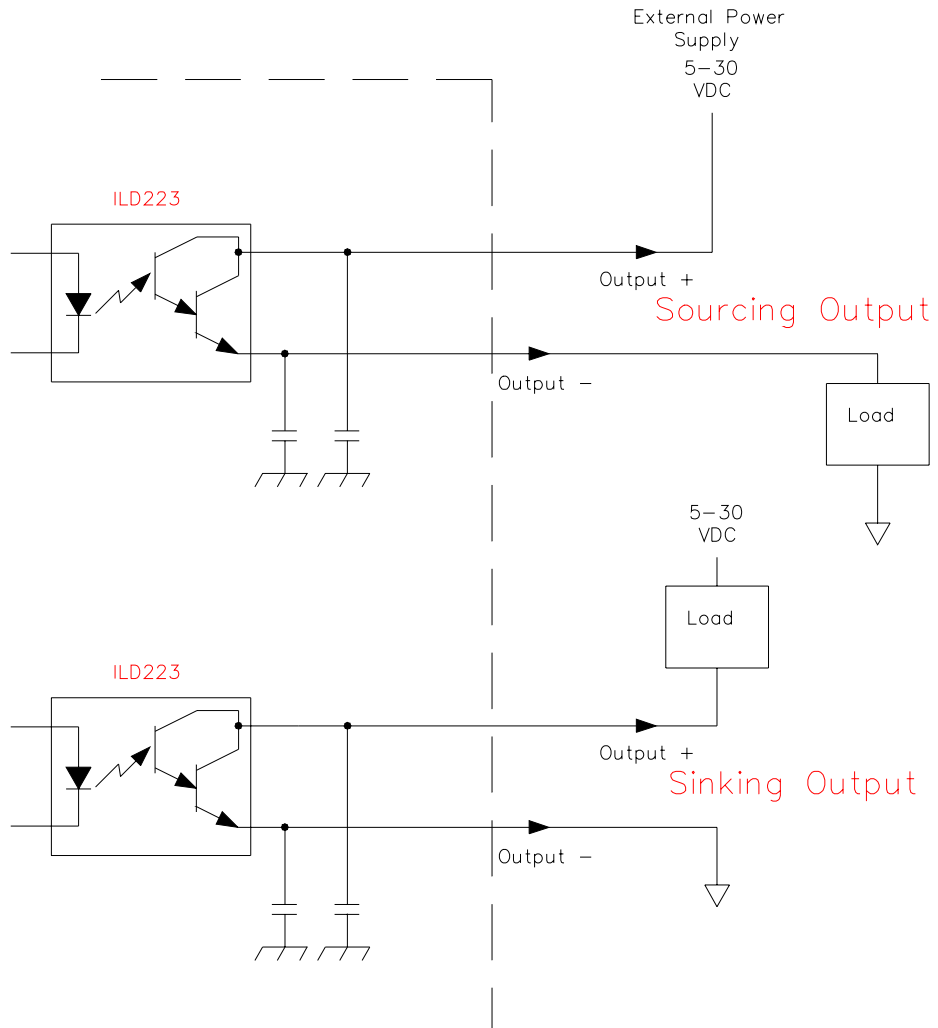 External Power
Supply
5-30
VDC
ILD223
Output +
Sourcing Output
Output -
Load
5-30
VDC
Load
ILD223
Output +
Sinking Output
Output -